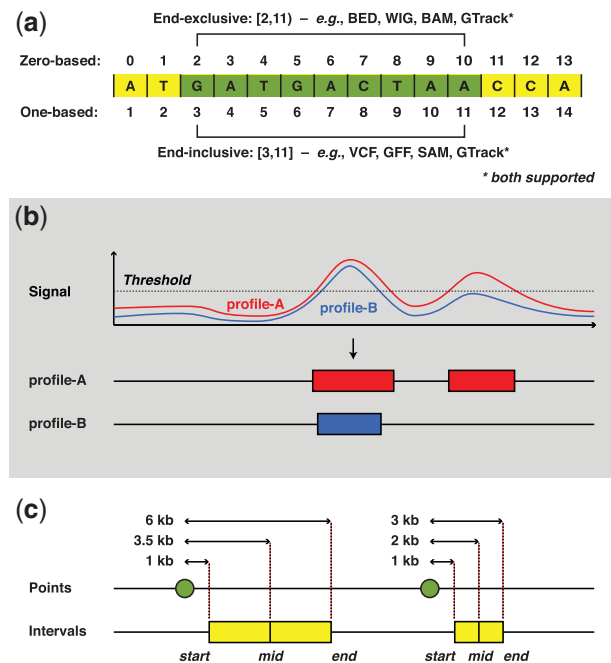 (a)
End-exclusive: [2,11) – e.g., BED, WIG, BAM, GTrack*
Zero-based: 0 1 2 3 4 5 6 7 8 9 10 11 12 13
A T G A T G A C T A A C C A
One-based: 1 2 3 4 5 6 7 8 9 10 11 12 13 14
End-inclusive: [3,11] – e.g., VCF, GFF, SAM, GTrack*
* both supported
(b)
Threshold
Signal
profile-A
profile-B
profile-A
profile-B
(c)
6 kb 3 kb
3.5 kb 2 kb
1 kb 1 kb
Points
Intervals
start mid end start mid end